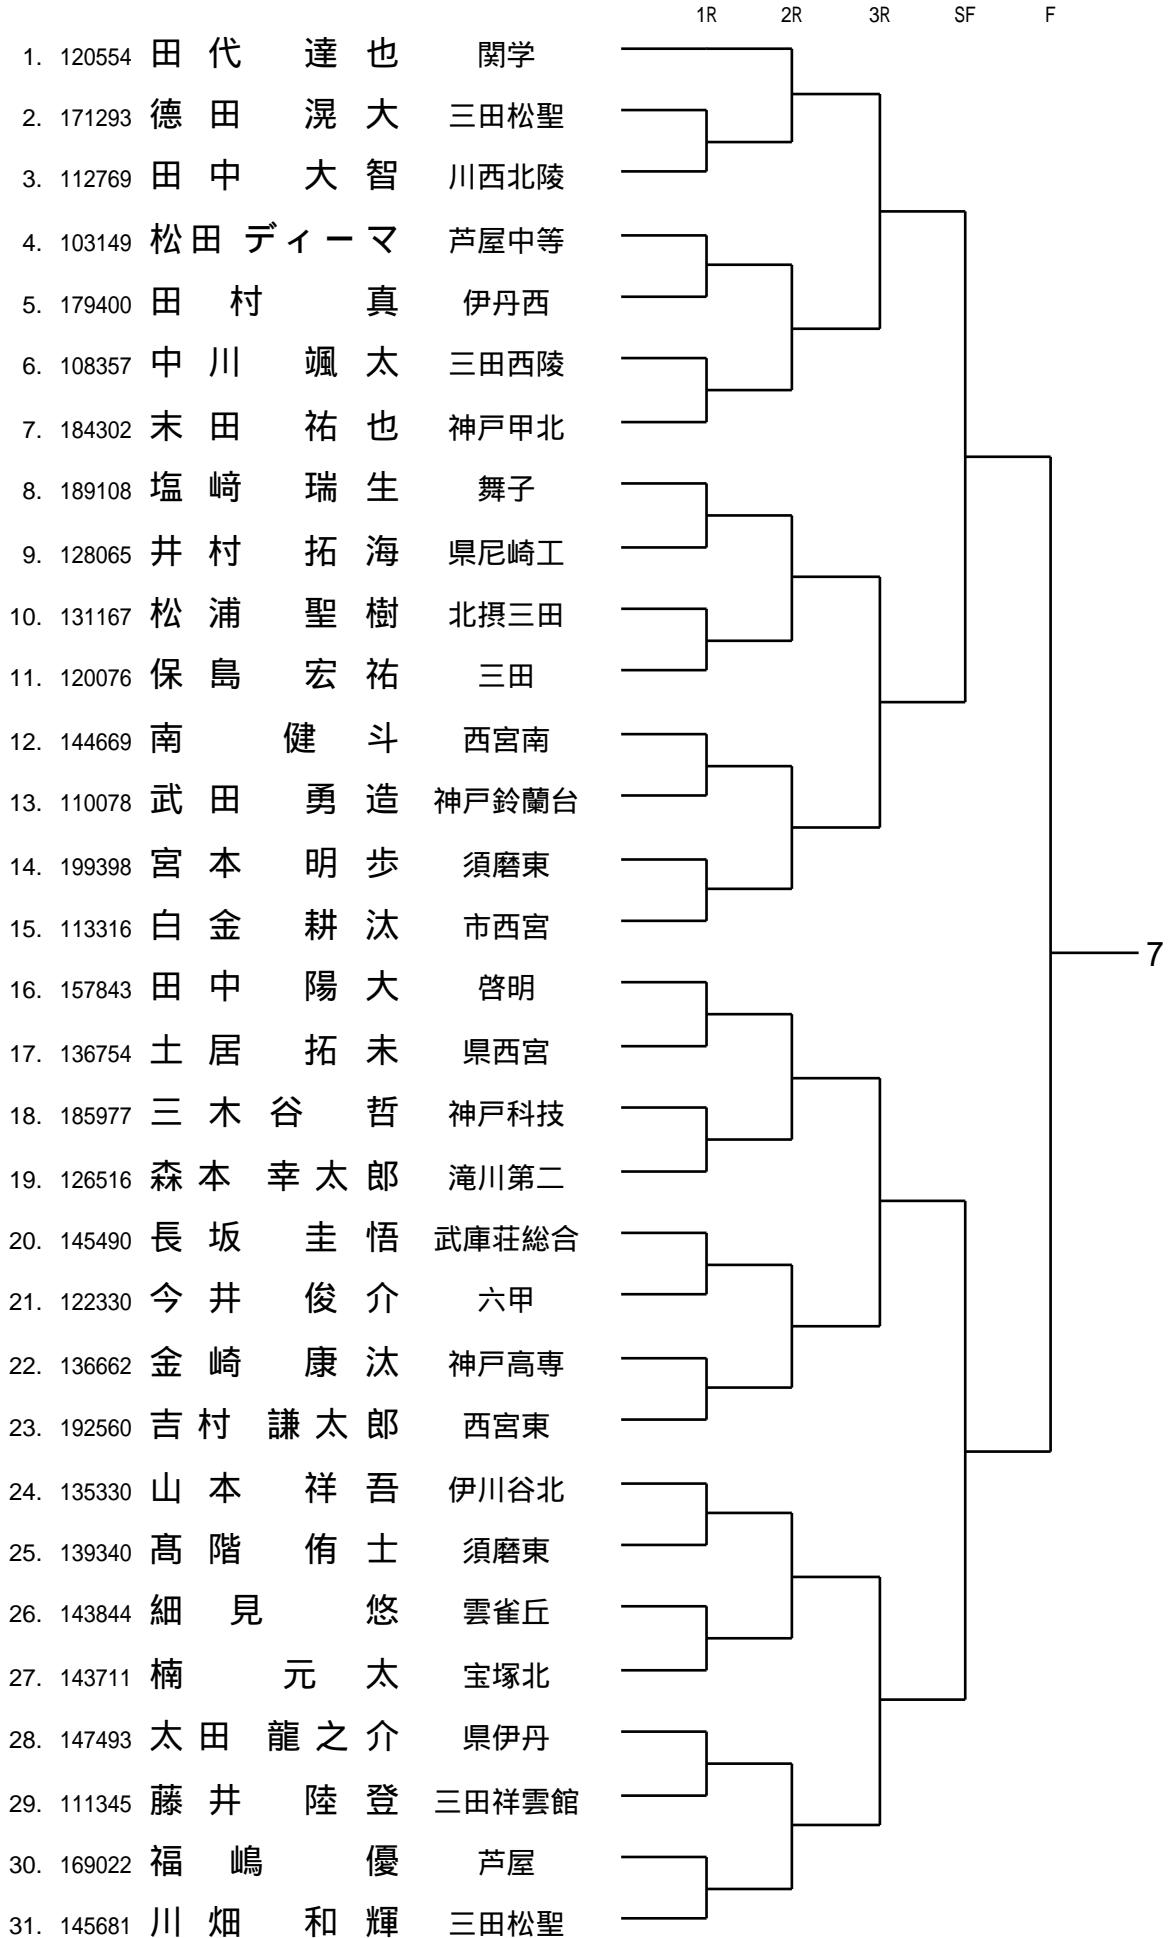 1R 2R 3R SF F
1. 120554 田代 達也 関学
2. 171293 德田 滉大 三田松聖
3. 112769 田中 大智 川西北陵
4. 103149 松田 ディーマ 芦屋中等
5. 179400 田村 真 伊丹西
6. 108357 中川 颯太 三田西陵
7. 184302 末田 祐也 神戸甲北
8. 189108 塩﨑 瑞生 舞子
9. 128065 井村 拓海 県尼崎工
10. 131167 松浦 聖樹 北摂三田
11. 120076 保島 宏祐 三田
12. 144669 南 健斗 西宮南
13. 110078 武田 勇造 神戸鈴蘭台
14. 199398 宮本 明歩 須磨東
15. 113316 白金 耕汰 市西宮
7
16. 157843 田中 陽大 啓明
17. 136754 土居 拓未 県西宮
18. 185977 三木谷 哲 神戸科技
19. 126516 森本 幸太郎 滝川第二
20. 145490 長坂 圭悟 武庫荘総合
21. 122330 今井 俊介 六甲
22. 136662 金崎 康汰 神戸高専
23. 192560 吉村 謙太郎 西宮東
24. 135330 山本 祥吾 伊川谷北
25. 139340 髙階 侑士 須磨東
26. 143844 細見 悠 雲雀丘
27. 143711 楠 元太 宝塚北
28. 147493 太田 龍之介 県伊丹
29. 111345 藤井 陸登 三田祥雲館
30. 169022 福嶋 優 芦屋
31. 145681 川畑 和輝 三田松聖